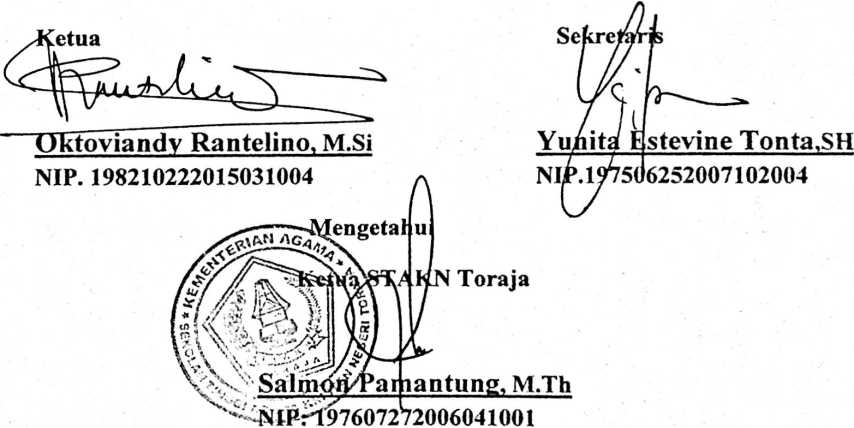 Ketua
Sekretaris
Oktoviandy Rantelino, M.Si
Yunita Estevine Tonta,SH
NIP. 198210222015031004
NIP.197506252007102004
Mengetahui
Ketua STAKN Toraja
KEMENTERIAN AGAMA
NEGERI
Salmon Pamantung, M.Th
NIP. 197607272006041001